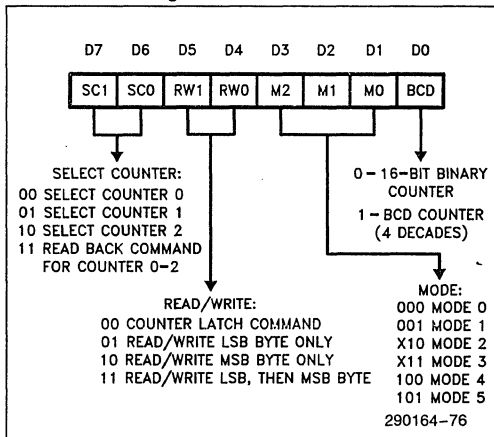 D7 D6 D5 D4 D3 D2 D1 D0
SC1 SC0 RW1 RW0 M2 M1 M0 BCD
SELECT COUNTER:
00 SELECT COUNTER 0
01 SELECT COUNTER 1
10 SELECT COUNTER 2
11 READ BACK COMMAND
FOR COUNTER 0-2
0-16-BIT BINARY
COUNTER
1-BCD COUNTER
(4 DECADES)
READ/WRITE:
00 COUNTER LATCH COMMAND
01 READ/WRITE LSB BYTE ONLY
10 READ/WRITE MSB BYTE ONLY
11 READ/WRITE LSB, THEN MSB BYTE
MODE:
000 MODE 0
001 MODE 1
X10 MODE 2
X11 MODE 3
100 MODE 4
101 MODE 5
290164-76